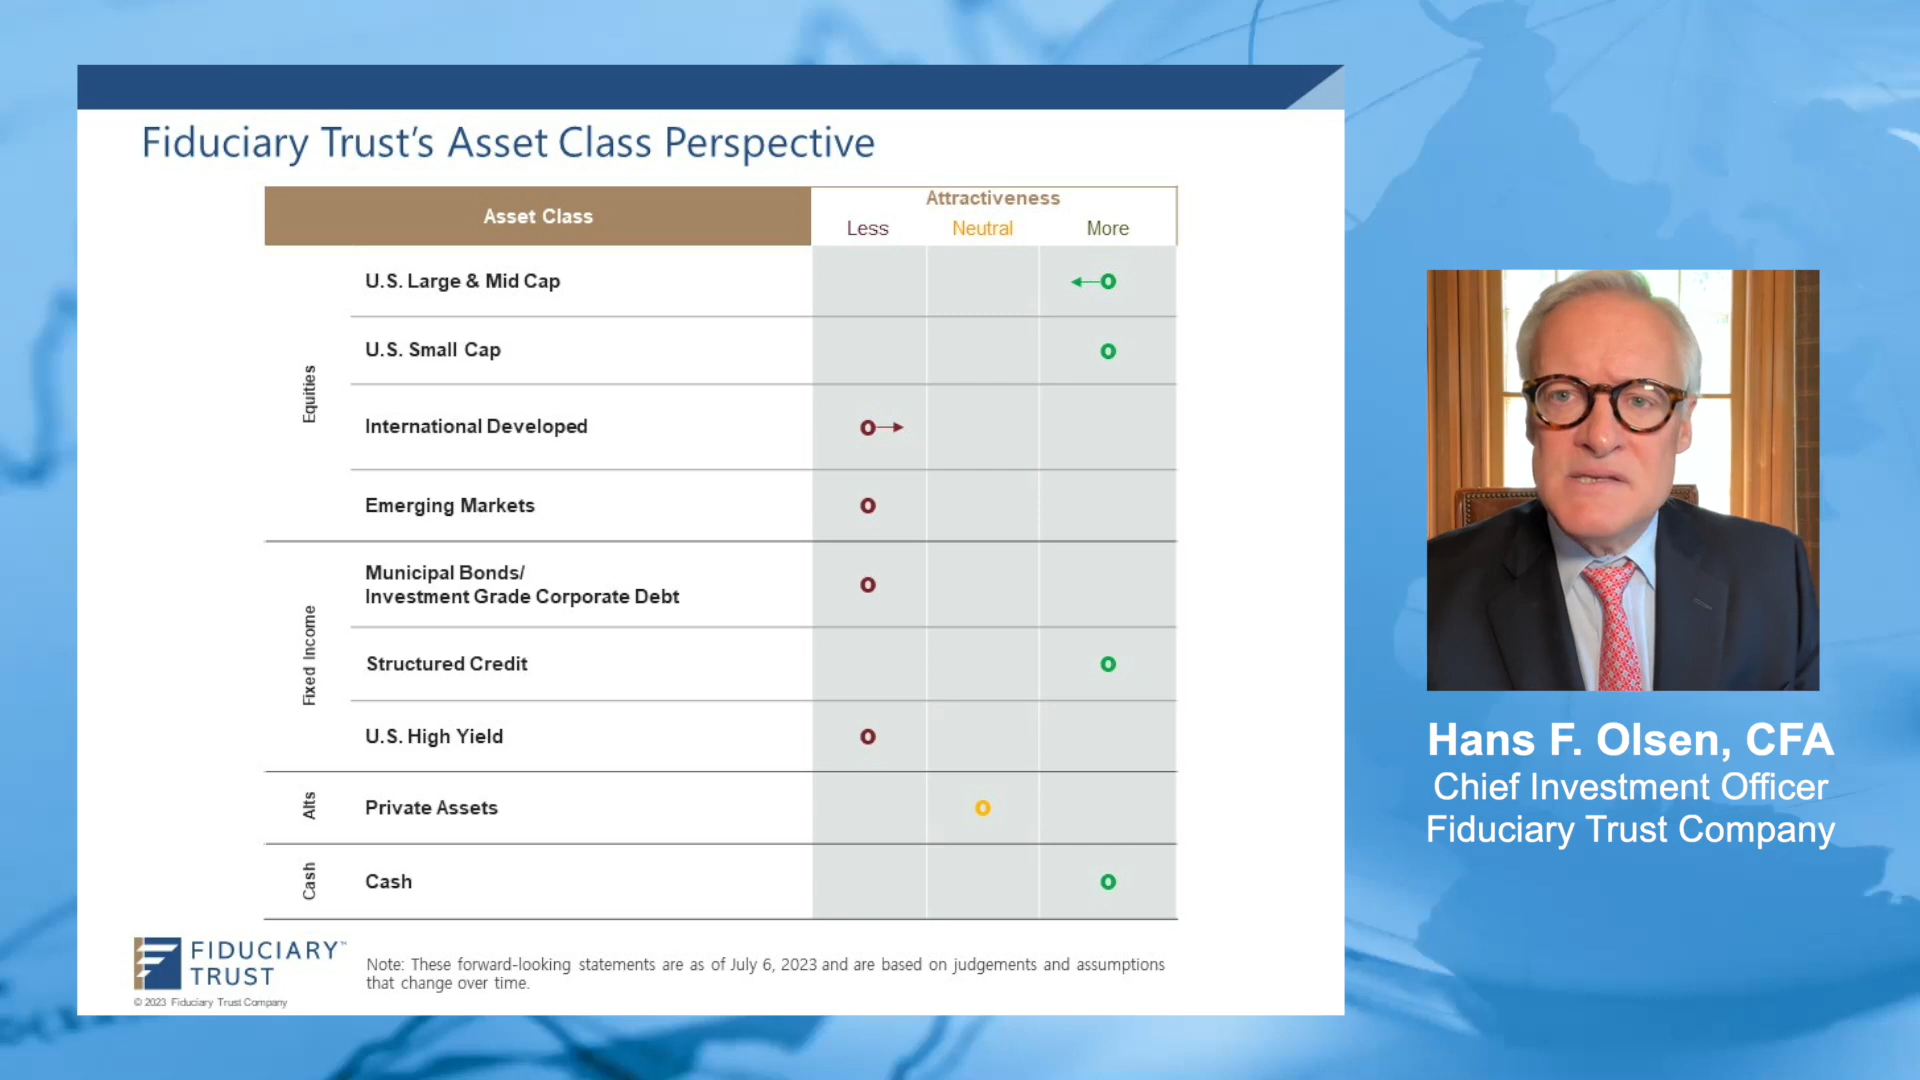 Fiduciary Trust's Asset Class Perspective
Asset Class
Attractiveness
Less Neutral More
Equities
U.S. Large & Mid Cap
U.S. Small Cap
International Developed
Emerging Markets
Fixed Income
Municipal Bonds/
Investment Grade Corporate Debt
Structured Credit
U.S. High Yield
Alts
Private Assets
Cash
Cash
FIDUCIARY™
TRUST
© 2023 Fiduciary Trust Company
Note: These forward-looking statements are as of July 6, 2023 and are based on judgements and assumptions
that change over time.
Hans F. Olsen, CFA
Chief Investment Officer
Fiduciary Trust Company